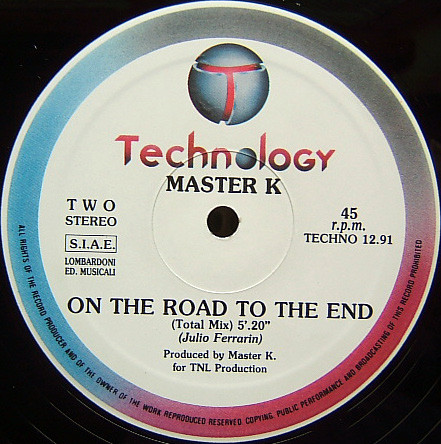 T
Technology
MASTER K
TWO
STEREO
S.I.A.E.
LOMBARDONI
ED. MUSICALI
45
r.p.m.
TECHNO 12.91
ON THE ROAD TO THE END
(Total Mix) 5'.20"
(Julio Ferrarin)
Produced by Master K.
for TNL Production
ALL RIGHTS OF THE RECORD PRODUCER AND OF THE OWNER OF THE WORK REPRODUCED RESERVED. COPYING, PUBLIC PERFORMANCE AND BROADCASTING OF THIS RECORD PROHIBITED